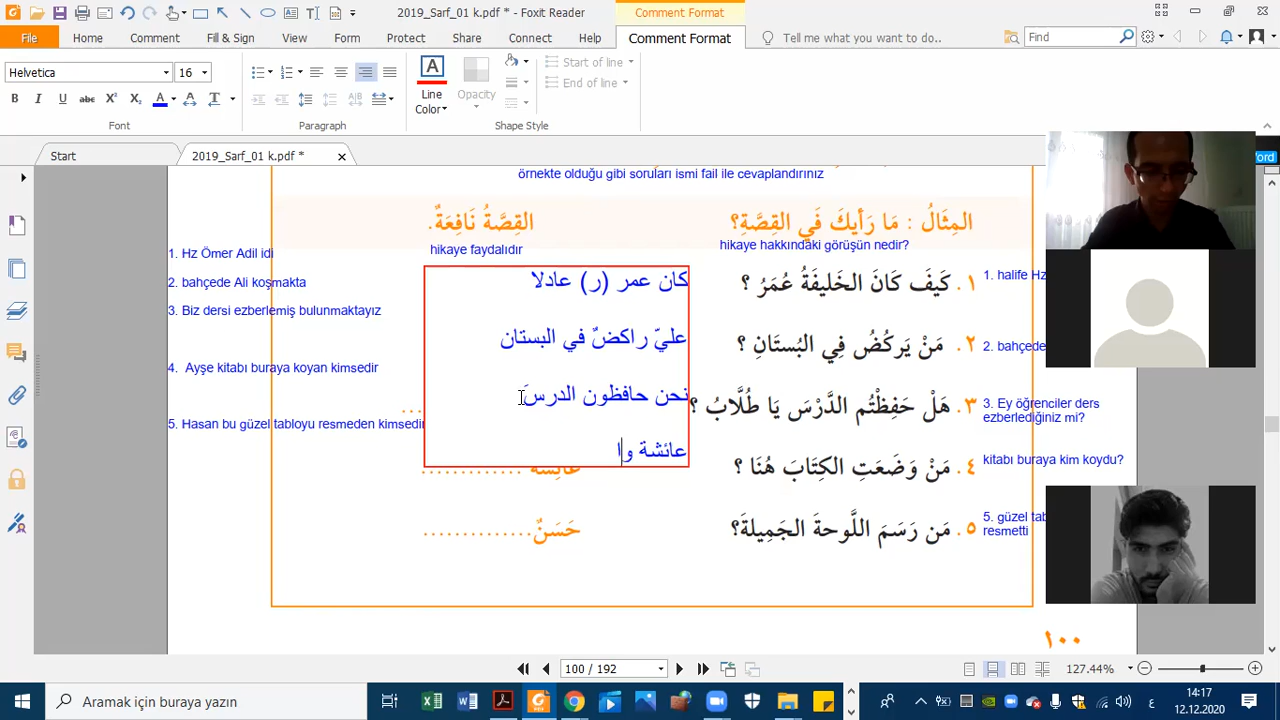 2019_Sarf_01 k.pdf * - Foxit Reader
Comment Format
File
Home
Comment
Fill & Sign
View
Form
Protect
Share
Connect
Help
Comment Format
Tell me what you want to do..
Find
Helvetica
16
Font
Paragraph
Line Color
Opacity
Start of line
End of line
Shape Style
Start
2019_Sarf_01 k.pdf *
örnekte olduğu gibi soruları ismi fail ile cevaplandırınız
المِثَالُ : مَا رَأيكَ فَي القِصَّةِ؟
القِصَّةُ نَافِعَةٌ.
hikaye hakkındaki görüşün nedir?
hikaye faydalıdır
1. Hz Ömer Adil idi
2. bahçede Ali koşmakta
3. Biz dersi ezberlemiş bulunmaktayız
4. Ayşe kitabı buraya koyan kimsedir
5. Hasan bu güzel tabloyu resmeden kimsedir
١. كَيفَ كَانَ الخَليفَةُ عُمَرُ ؟
كان عمر (ر) عادلا
1. halife Hz
٢. مَنْ يَركُضُ فِي البُستَانِ ؟
عليّ راكضٌ في البستان
2. bahçede
٣. هَلْ حَفِظْتُم الدَّرْسَ يَا طُلَّابُ ؟
نحن حافظون الدرسَ
3. Ey öğrenciler ders ezberlediğiniz mi?
٤. مَنْ وَضَعَتِ الكِتَابَ هُنَا ؟
عائشة وا
عَائِشَة .............
4. kitabı buraya kim koydu?
٥. مَن رَسَمَ اللَّوحةَ الجَمِيلةَ؟
حَسَنٌ..............
5. güzel tab
resmetti
١٠٠
100 / 192
127.44%
Aramak için buraya yazın
14:17
12.12.2020